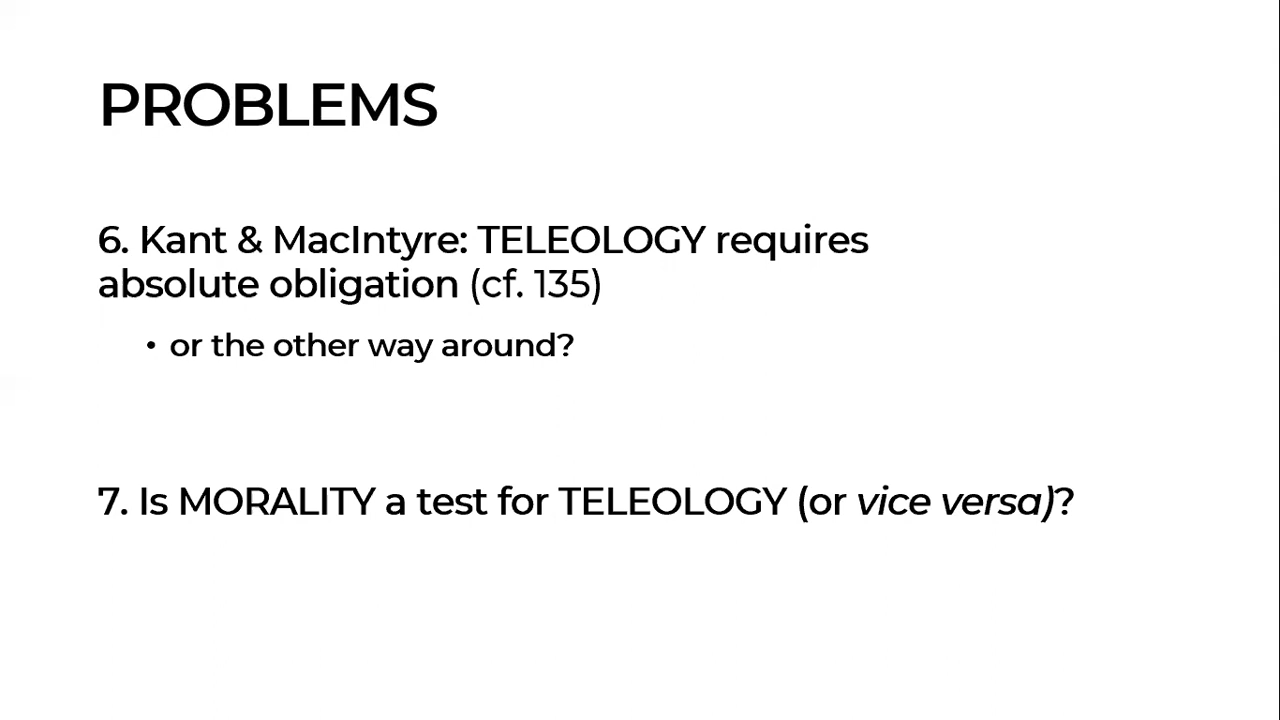 PROBLEMS
6. Kant & MacIntyre: TELEOLOGY requires
absolute obligation (cf. 135)
• or the other way around?
7. Is MORALITY a test for TELEOLOGY (or vice versa)?